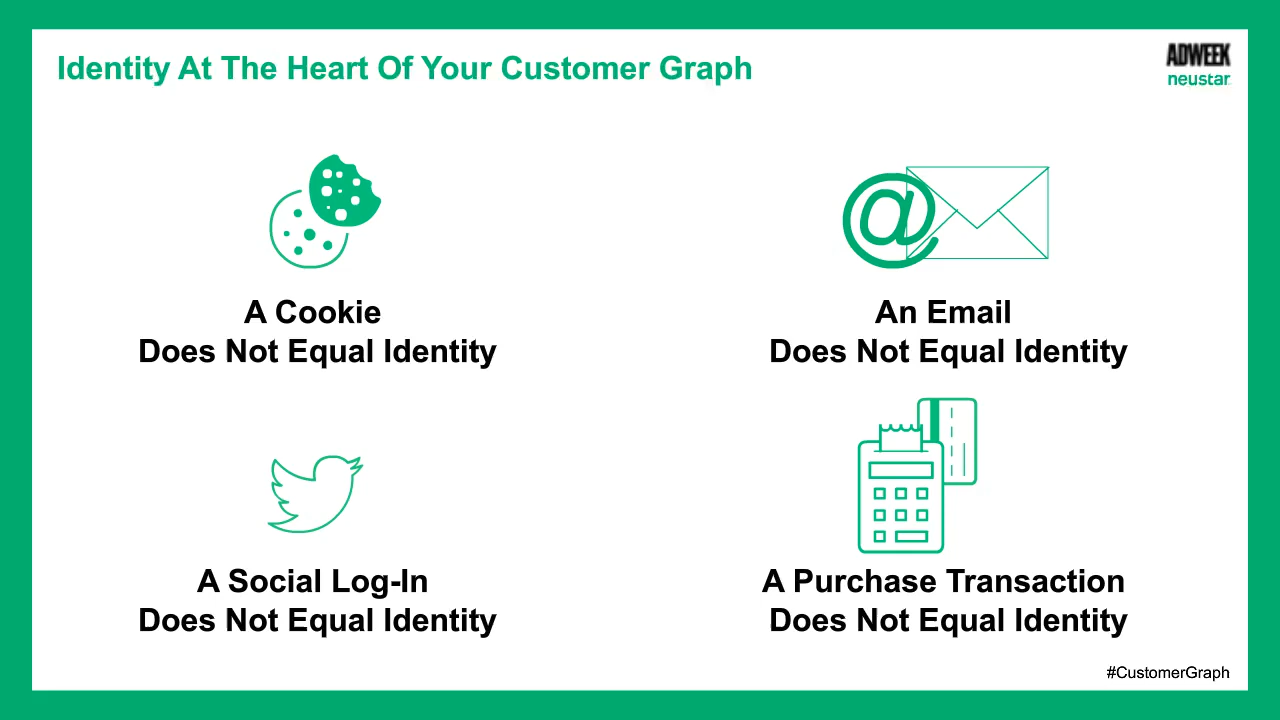 Identity At The Heart Of Your Customer Graph
ADWEEK
neustar
@
A Cookie
Does Not Equal Identity
An Email
Does Not Equal Identity
A Social Log-In
Does Not Equal Identity
A Purchase Transaction
Does Not Equal Identity
#CustomerGraph